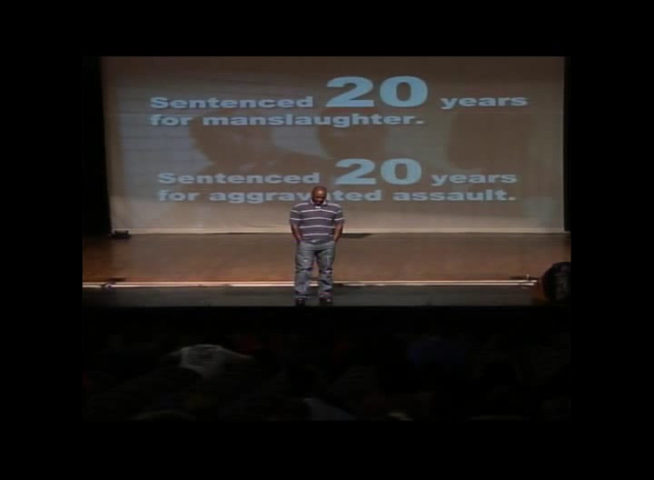 Sentenced 20 years
for manslaughter.
Sentenced 20 years
for aggravated assault.